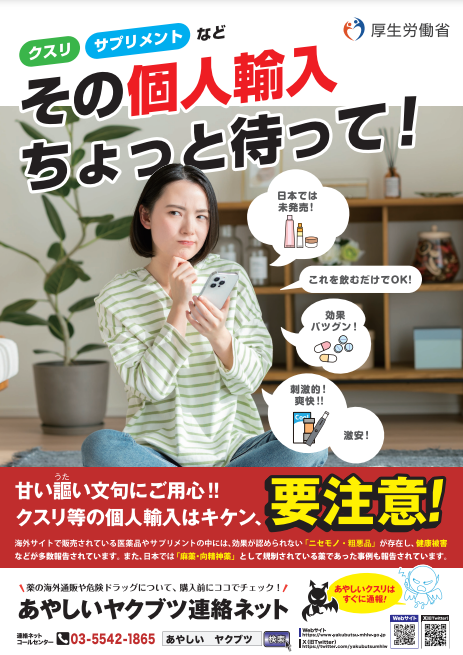 厚生労働省
クスリ サプリメント など
その個人輸入
ちょっと待って!
日本では
未発売!
これを飲むだけでOK!
効果
バツグン!
刺激的!
爽快!!
Cool
激安!
うた
甘い謳い文句にご用心!!
クスリ等の個人輸入はキケン、要注意!
海外サイトで販売されている医薬品やサプリメントの中には、効果が認められない「ニセモノ・粗悪品」が存在し、健康被害
などが多数報告されています。また、日本では「麻薬・向精神薬」として規制されている薬であった事例も報告されています。
薬の海外通販や危険ドラッグについて、購入前にココでチェック!
あやしいヤクブツ連絡ネット
あやしいクスリは
すぐに通報!
連絡ネット
コールセンター
03-5542-1865
あやしい ヤクブツ 検索
Webサイト
https://www.yakubutsu-mhlw-go.jp
X(旧Twitter)
https://twitter.com/yakubutsumhlw
Webサイト
X(旧Twitter)